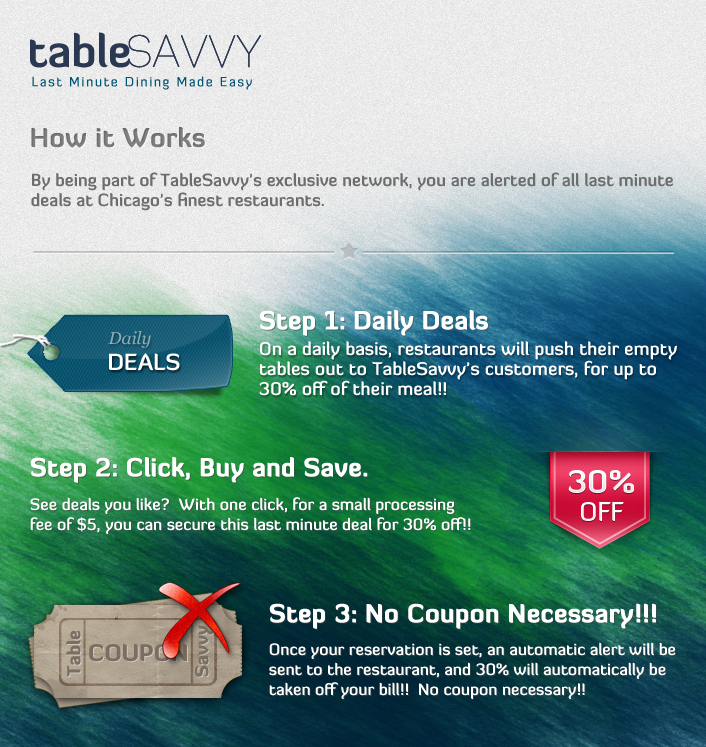 tableSAVVY
Last Minute Dining Made Easy
How it Works
By being part of TableSavvy's exclusive network, you are alerted of all last minute
deals at Chicago's finest restaurants.
Daily
DEALS
Step 1: Daily Deals
On a daily basis, restaurants will push their empty
tables out to TableSavvy's customers, for up to
30% off of their meal!!
Step 2: Click, Buy and Save.
See deals you like?  With one click, for a small processing
fee of $5, you can secure this last minute deal for 30% off!!
30%
OFF
Table
COUPON
Savvy
Step 3: No Coupon Necessary!!!
Once your reservation is set, an automatic alert will be
sent to the restaurant, and 30% will automatically be
taken off your bill!!  No coupon necessary!!